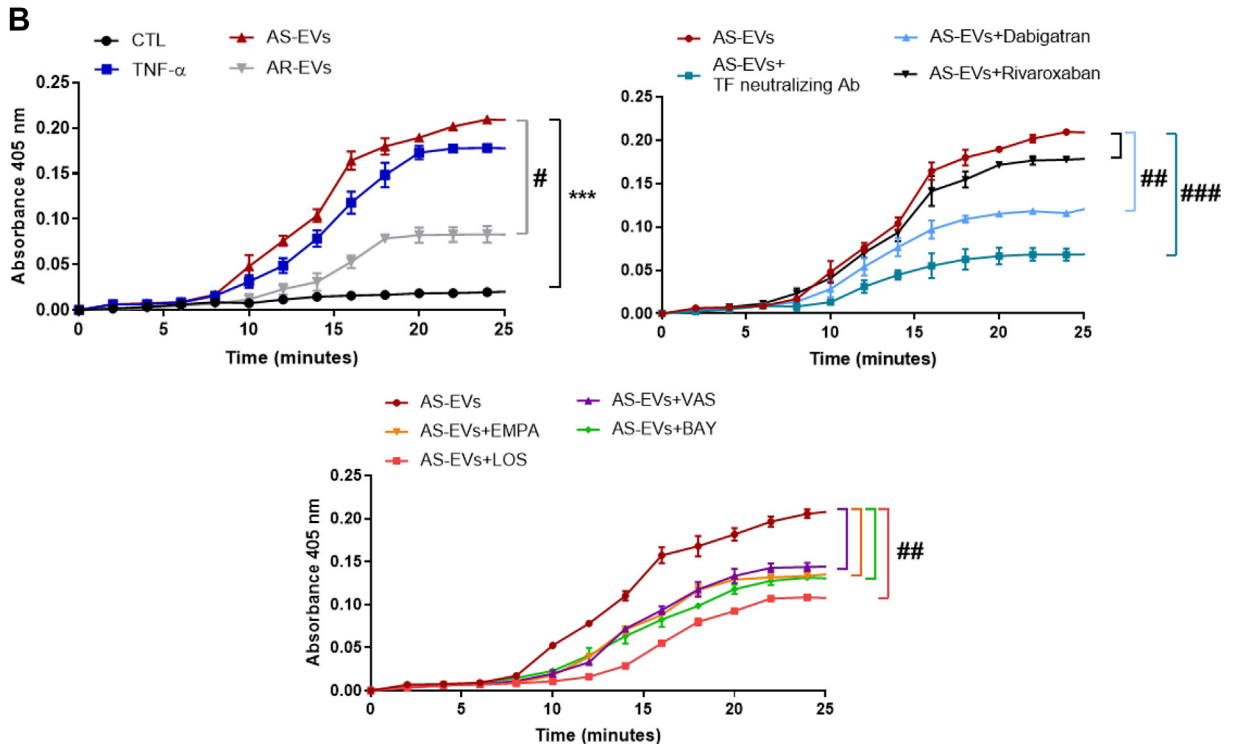 B
CTL
TNF-α
AS-EVs
AR-EVs
Absorbance 405 nm
0.25
0.20
0.15
0.10
0.05
0.00
0 5 10 15 20 25
Time (minutes)
#
***
AS-EVs
AS-EVs+
TF neutralizing Ab
AS-EVs+Dabigatran
AS-EVs+Rivaroxaban
0.25
0.20
0.15
0.10
0.05
0.00
0 5 10 15 20 25
Time (minutes)
##
###
AS-EVs
AS-EVs+EMPA
AS-EVs+LOS
AS-EVs+VAS
AS-EVs+BAY
Absorbance 405 nm
0.25
0.20
0.15
0.10
0.05
0.00
0 5 10 15 20 25
Time (minutes)
##